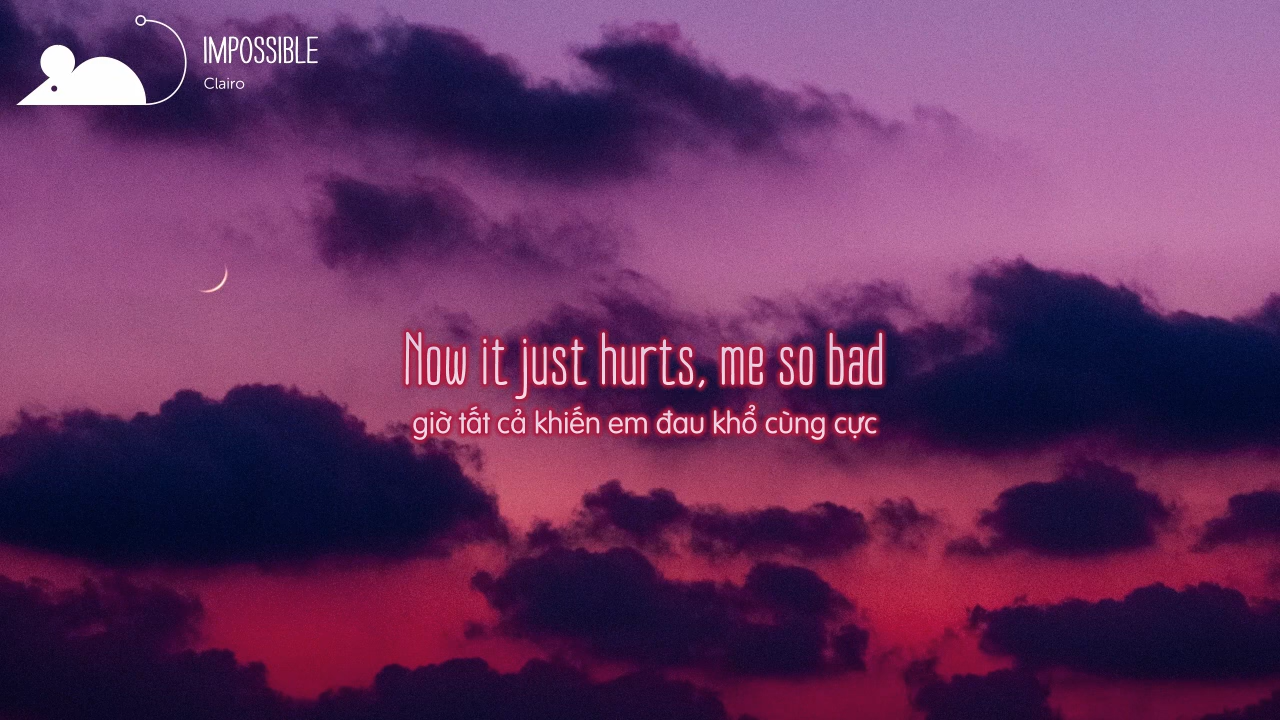 IMPOSSIBLE
Clairo
Now it just hurts, me so bad
giờ tất cả khiến em đau khổ cùng cực